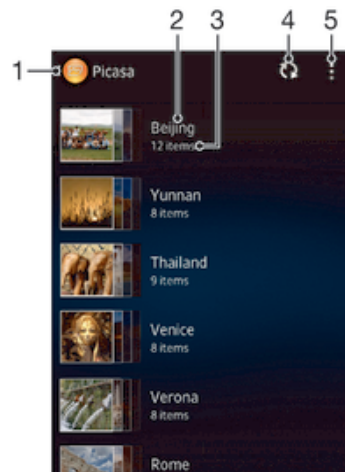 2 4 5
1 Picasa 3
Beijing
12 items
Yunnan
8 items
Thailand
9 items
Venice
8 items
Verona
8 items
Rome